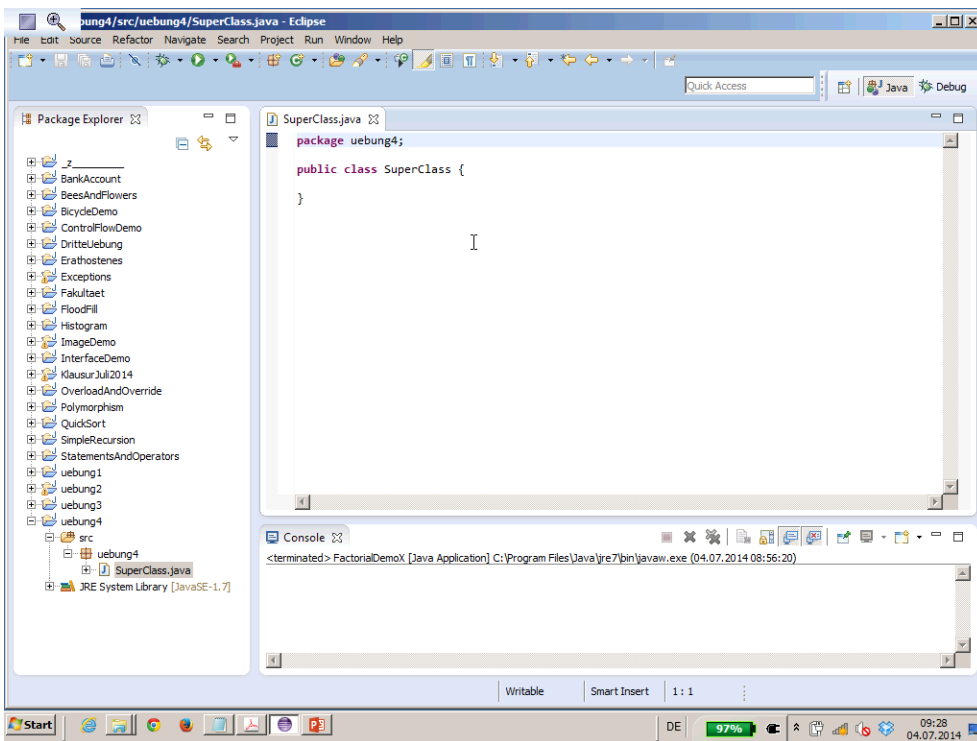 oung4/src/uebung4/SuperClass.java - Eclipse
File Edit Source Refactor Navigate Search Project Run Window Help
Quick Access
Java
Debug
Package Explorer
_z_________
BankAccount
BeesAndFlowers
BicycleDemo
ControlFlowDemo
DritteUebung
Erathostenes
Exceptions
Fakultaet
FloodFill
Histogram
ImageDemo
InterfaceDemo
KlausurJuli2014
OverloadAndOverride
Polymorphism
QuickSort
SimpleRecursion
StatementsAndOperators
uebung1
uebung2
uebung3
uebung4
src
uebung4
SuperClass.java
JRE System Library [JavaSE-1.7]
SuperClass.java
package uebung4;
public class SuperClass {
}
Console
<terminated> FactorialDemoX [Java Application] C:\Program Files\Java\jre7\bin\javaw.exe (04.07.2014 08:56:20)
Writable
Smart Insert
1 : 1
Start
DE
97%
09:28
04.07.2014